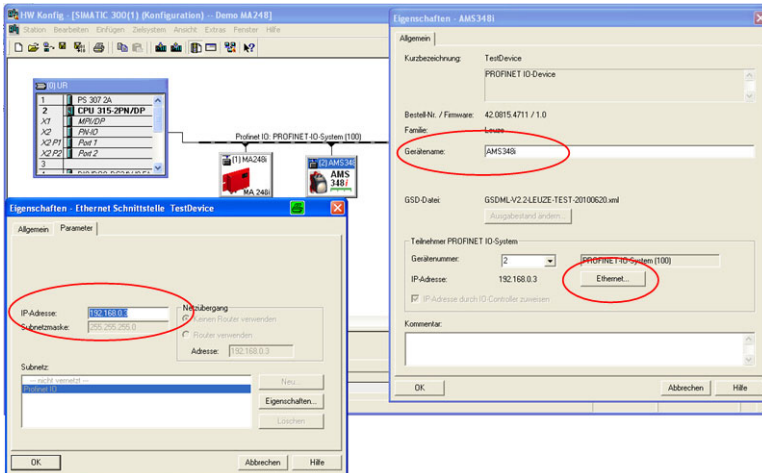 HW Konfig - [SIMATIC 300(1) (Konfiguration) -- Demo MA248]
Station Bearbeiten Einfügen Zielsystem Ansicht Extras Fenster Hilfe
(0) UR
1 PS 307 2A
2 CPU 315-2PN/DP
X1 MPI/DP
X2 PN-IO
X2 P1 Port 1
X2 P2 Port 2
3
Profinet IO: PROFINET-IO-System (100)
(1) MA248i
MA 248i
(2) AMS34
AMS
348i
Eigenschaften - Ethernet Schnittstelle TestDevice
Allgemein Parameter
IP-Adresse: 192.168.0.3
Subnetzmaske: 255.255.255.0
Netzübergang
Keinen Router verwenden
Router verwenden
Adresse: 192.168.0.3
Subnetz:
--- nicht vernetzt ---
Profinet IO
Neu...
Eigenschaften...
Löschen
OK
Abbrechen
Hilfe
Eigenschaften - AMS348i
Allgemein
Kurzbezeichnung: TestDevice
PROFINET IO-Device
Bestell-Nr. / Firmware: 42.0815.4711 / 1.0
Familie: Leuze
Gerätename: AMS348i
GSD-Datei: GSDML-V2.2-LEUZE-TEST-20100620.xml
Ausgabestand ändern...
Teilnehmer PROFINET IO-System
Gerätenummer: 2 PROFINET-IO-System (100)
IP-Adresse: 192.168.0.3 Ethernet...
IP-Adresse durch IO-Controller zuweisen
Kommentar:
OK
Abbrechen
Hilfe